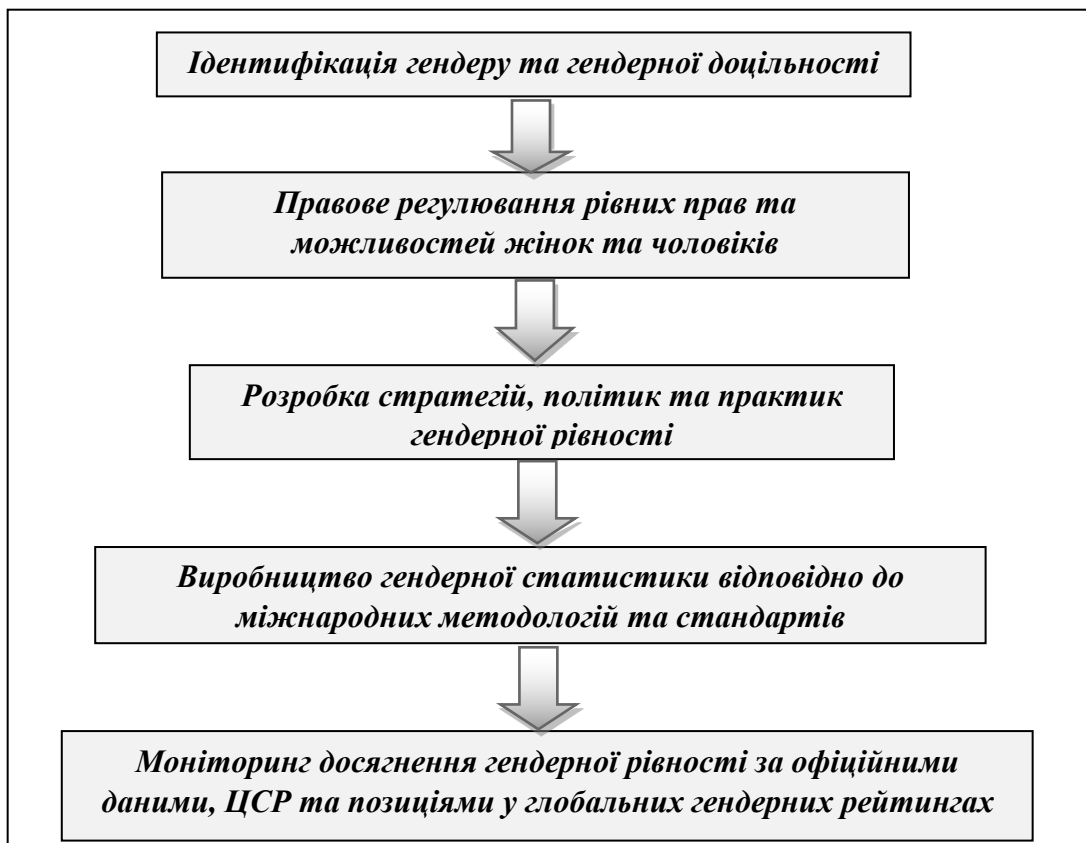 Ідентифікація гендеру та гендерної доцільності
Правове регулювання рівних прав та
можливостей жінок та чоловіків
Розробка стратегій, політик та практик
гендерної рівності
Виробництво гендерної статистики відповідно до
міжнародних методологій та стандартів
Моніторинг досягнення гендерної рівності за офіційними
даними, ЦСР та позиціями у глобальних гендерних рейтингах